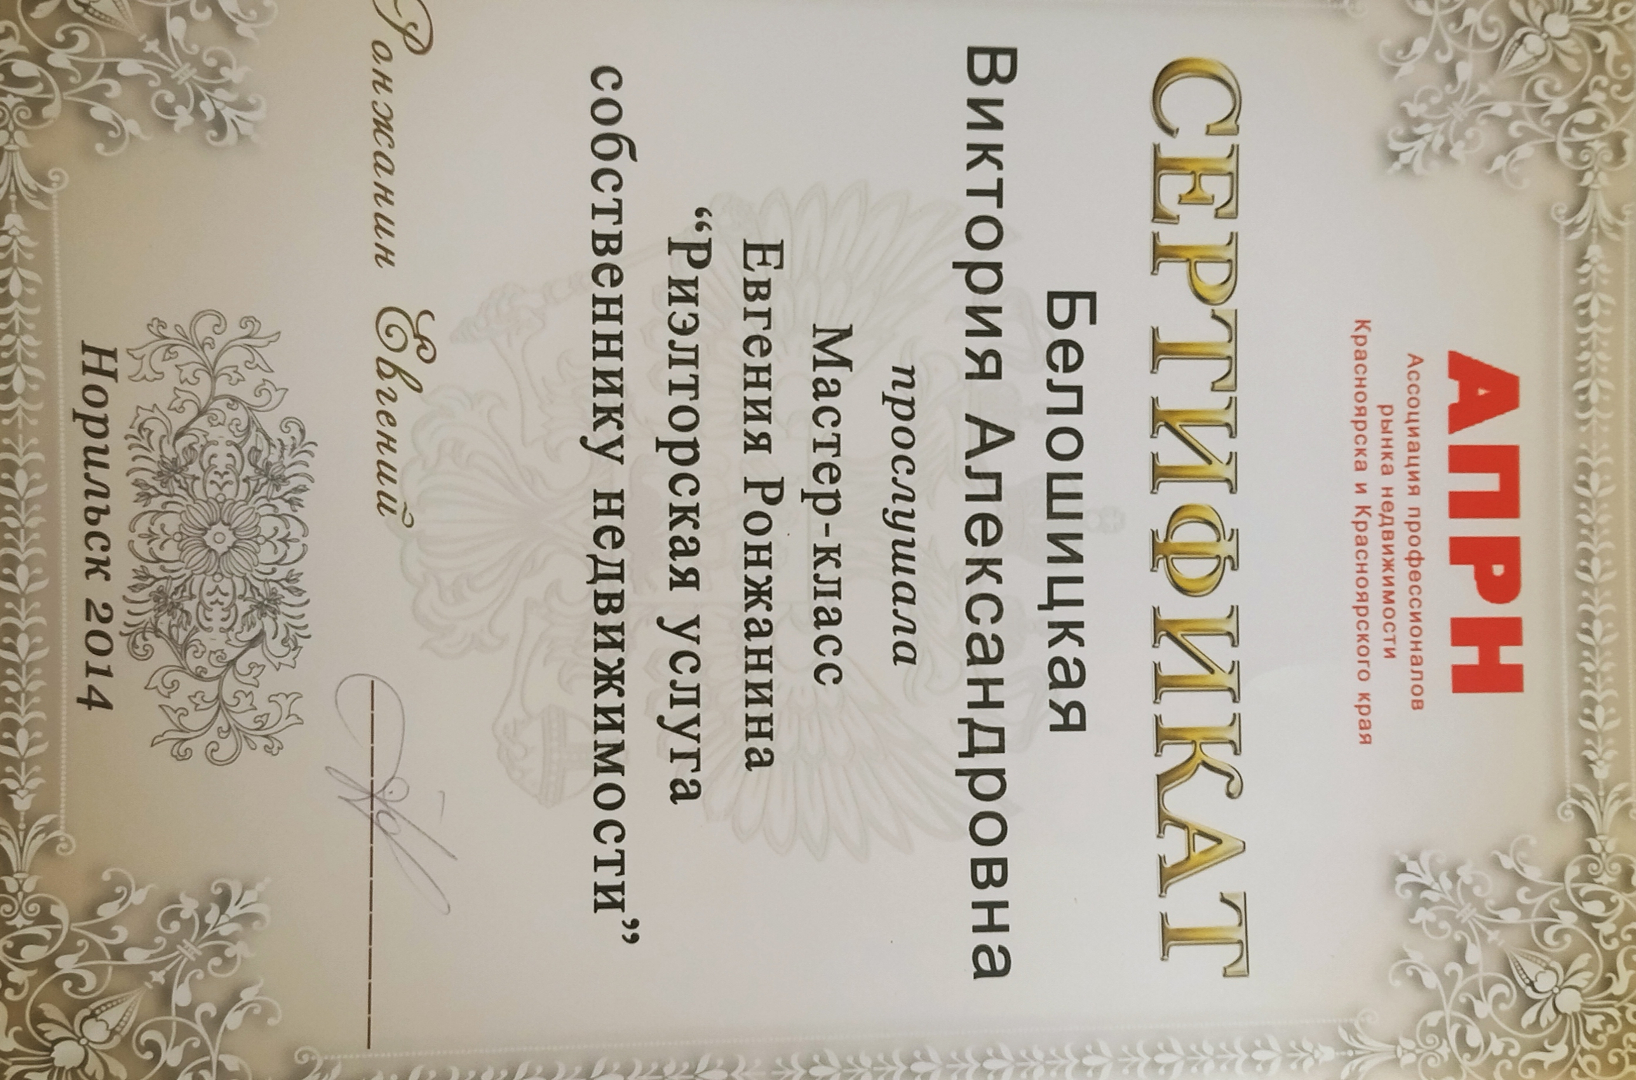 АПРН
Ассоциация профессионалов
рынка недвижимости
Красноярска и Красноярского края
СЕРТИФИКАТ
Белошицкая
Виктория Александровна
прослушала
Мастер-класс
Евгения Ронжанина
“Риэлторская услуга
собственнику недвижимости”
Ронжанин Евгений
Норильск 2014